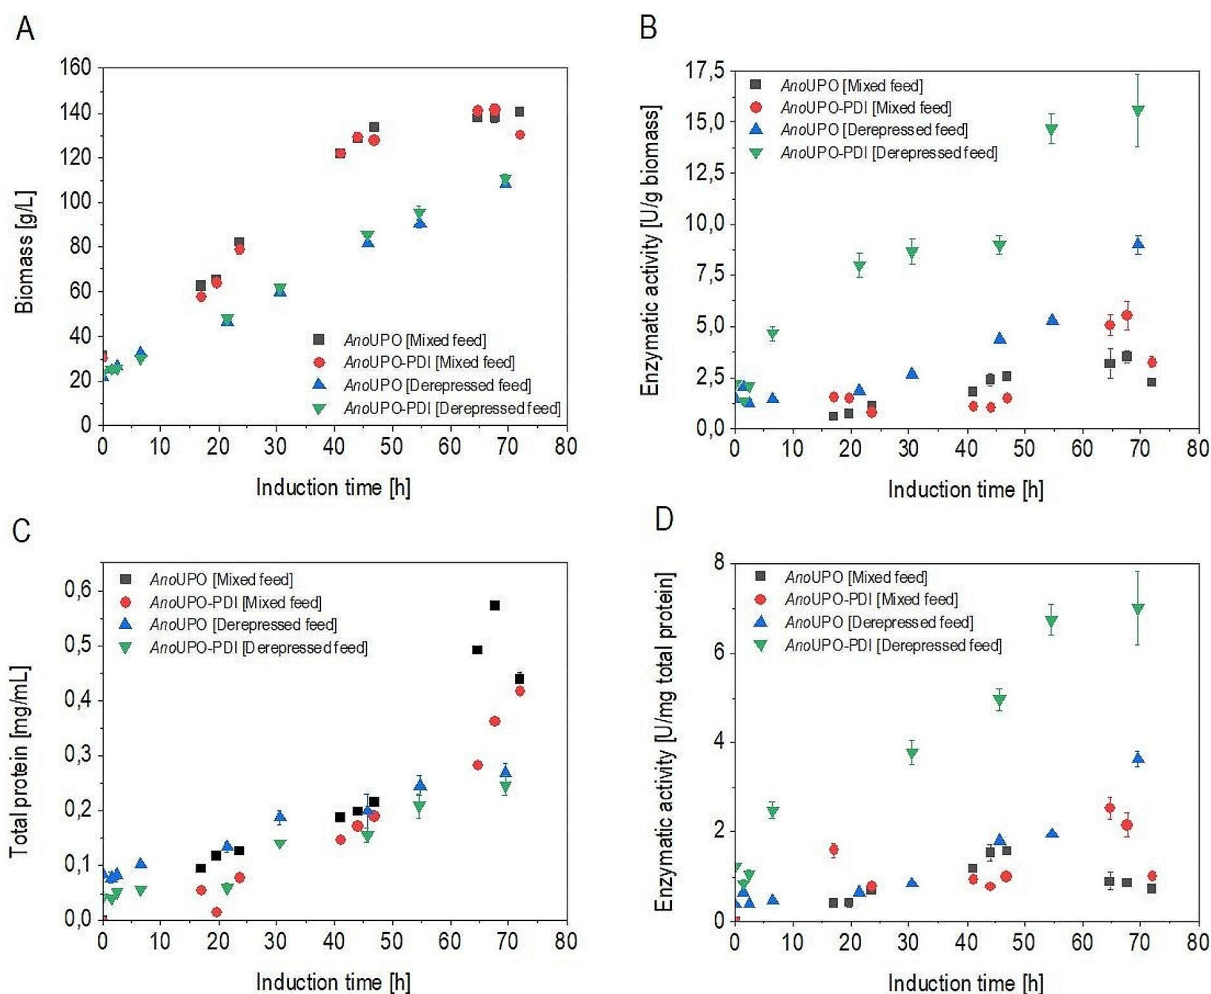 A
160
140
120
100
80
60
40
20
0
Biomass [g/L]
AnoUPO [Mixed feed]
AnoUPO-PDI [Mixed feed]
AnoUPO [Derepressed feed]
AnoUPO-PDI [Derepressed feed]
0 10 20 30 40 50 60 70 80
Induction time [h]
B
17,5
15,0
12,5
10,0
7,5
5,0
2,5
0,0
Enzymatic activity [U/g biomass]
AnoUPO [Mixed feed]
AnoUPO-PDI [Mixed feed]
AnoUPO [Derepressed feed]
AnoUPO-PDI [Derepressed feed]
0 10 20 30 40 50 60 70 80
Induction time [h]
C
0,6
0,5
0,4
0,3
0,2
0,1
0,0
Total protein [mg/mL]
AnoUPO [Mixed feed]
AnoUPO-PDI [Mixed feed]
AnoUPO [Derepressed feed]
AnoUPO-PDI [Derepressed feed]
0 10 20 30 40 50 60 70 80
Induction time [h]
D
8
6
4
2
0
Enzymatic activity [U/mg total protein]
AnoUPO [Mixed feed]
AnoUPO-PDI [Mixed feed]
AnoUPO [Derepressed feed]
AnoUPO-PDI [Derepressed feed]
0 10 20 30 40 50 60 70 80
Induction time [h]